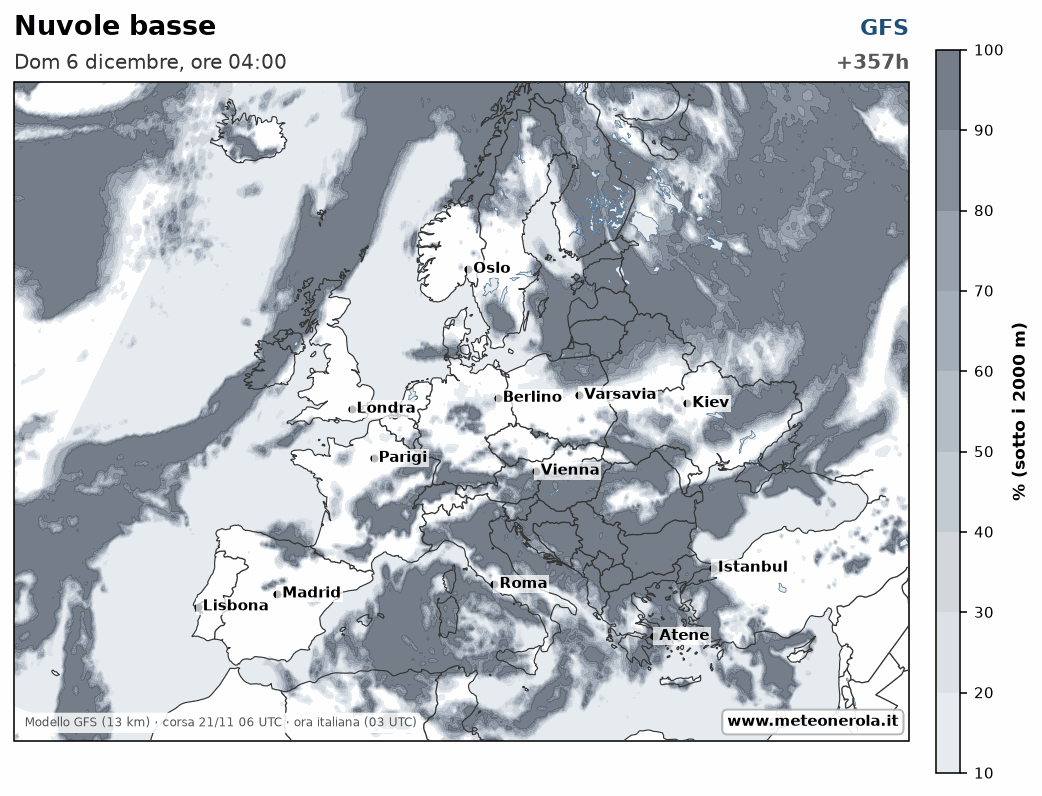 Nuvole basse
GFS
Dom 6 dicembre, ore 04:00
+357h
100
90
80
70
60
50
40
30
20
10
% (sotto i 2000 m)
Oslo
Londra
Berlino
Varsavia
Kiev
Parigi
Vienna
Istanbul
Roma
Madrid
Lisbona
Atene
Modello GFS (13 km) · corsa 21/11 06 UTC · ora italiana (03 UTC)
www.meteonerola.it